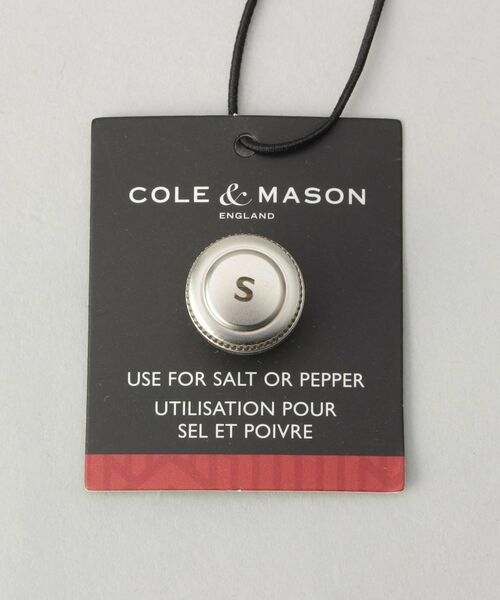 COLE & MASON
ENGLAND
S
USE FOR SALT OR PEPPER
UTILISATION POUR
SEL ET POIVRE